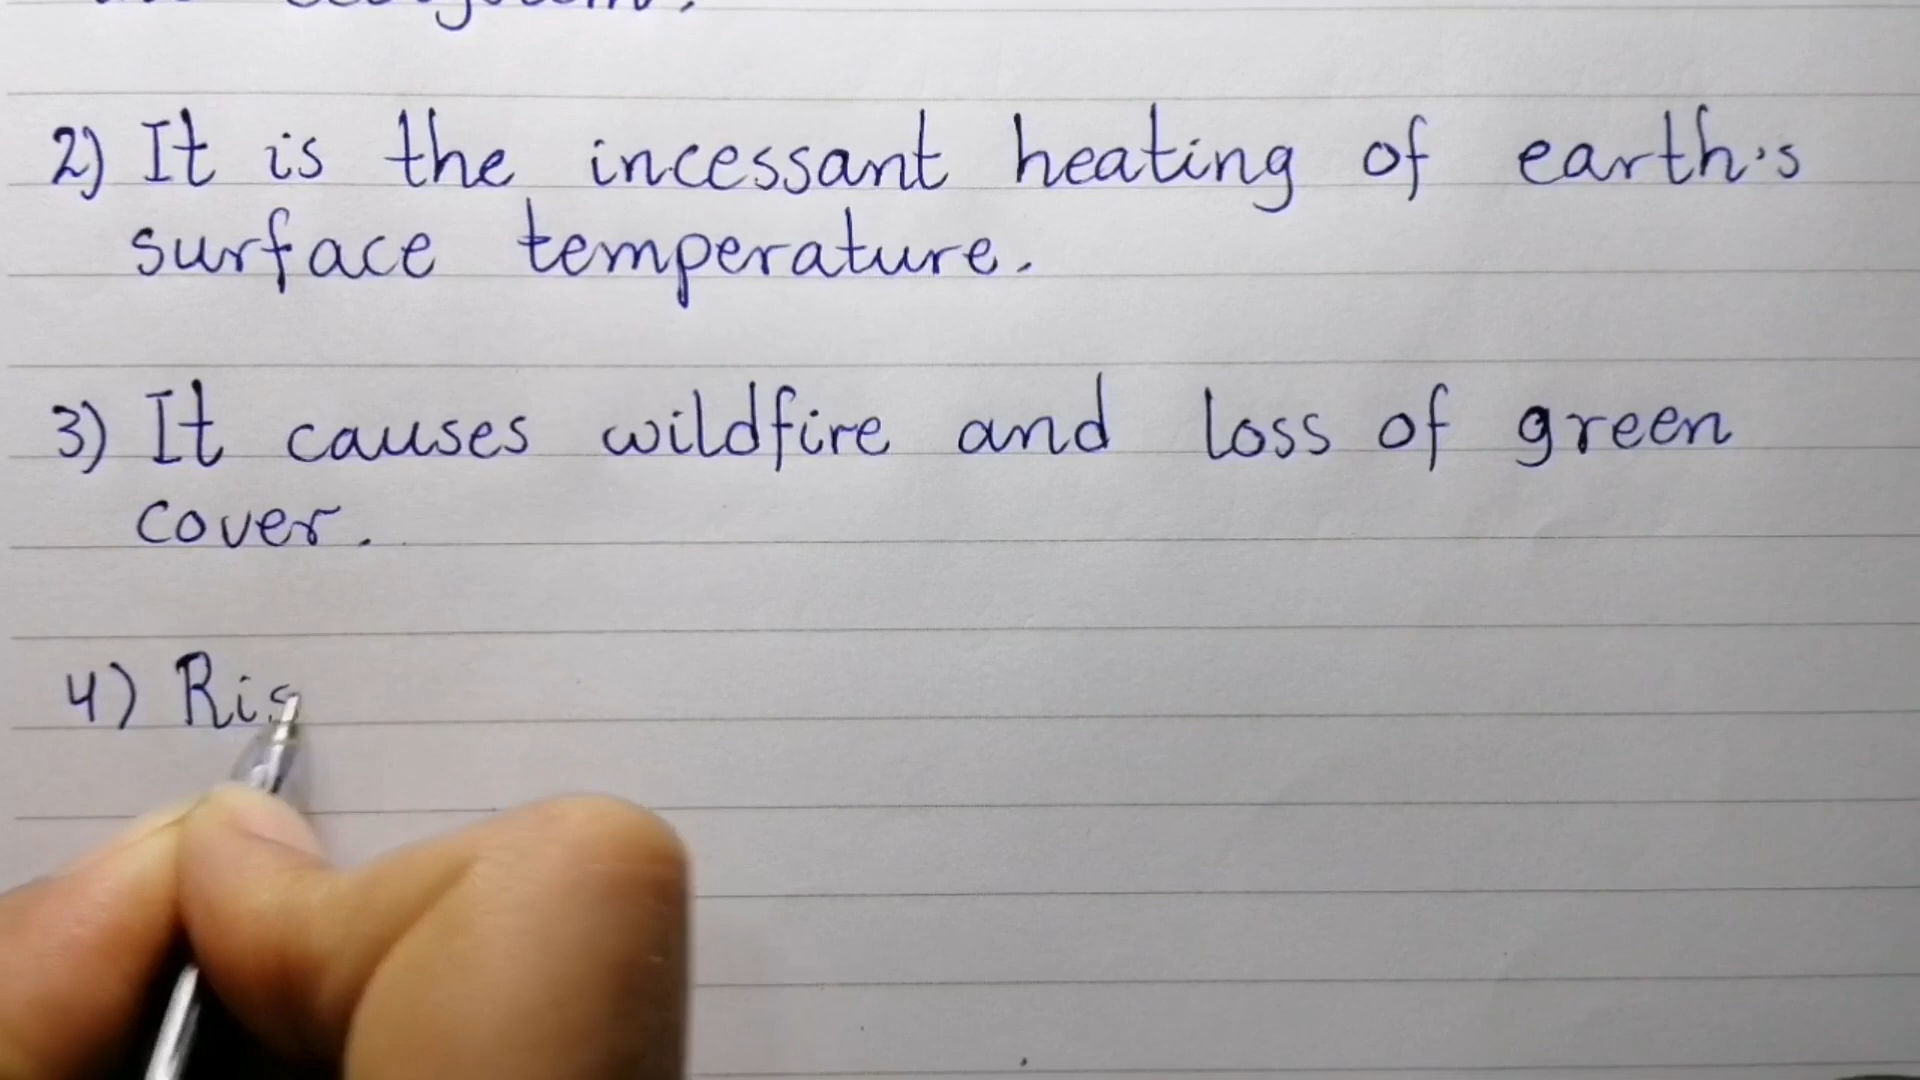 2) It is the incessant heating of earth's
surface temperature.
3) It causes wildfire and loss of green
cover.
4) Ris